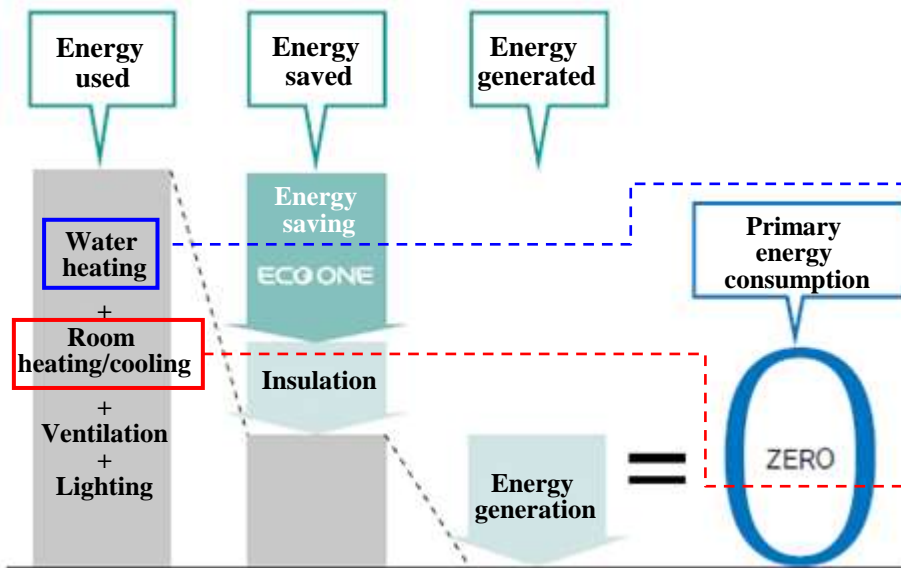 Energy
used
Energy
saved
Energy
generated
Water
heating
+
Room
heating/cooling
+
Ventilation
+
Lighting
Energy
saving
ECO ONE
Insulation
Energy
generation
=
Primary
energy
consumption
0
ZERO